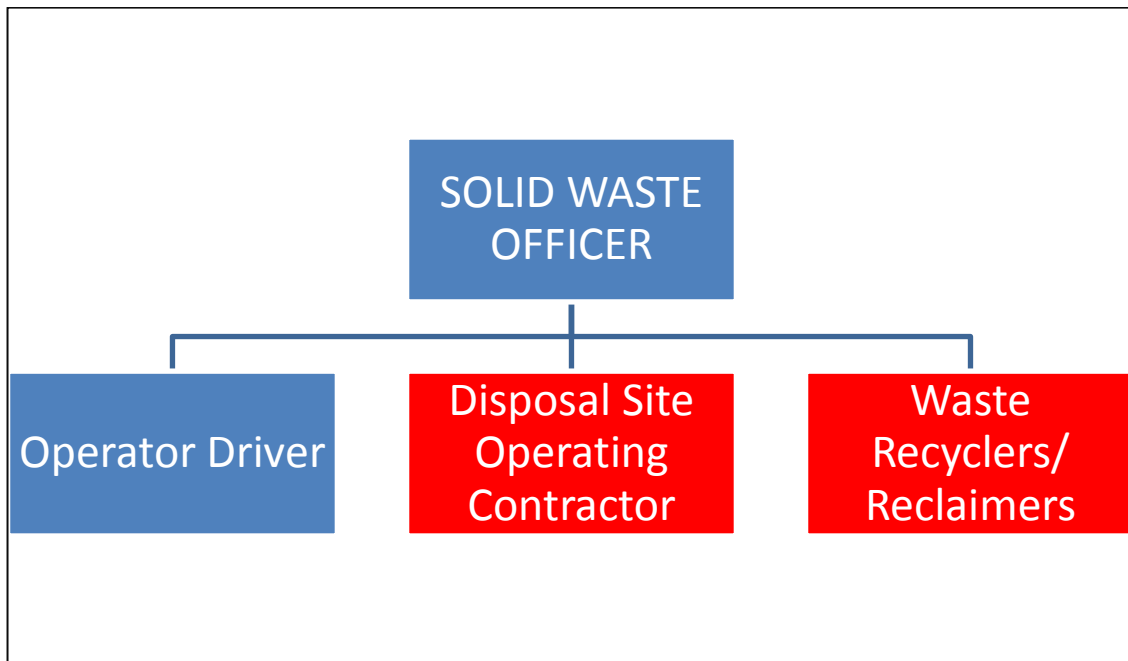 SOLID WASTE
OFFICER
Operator Driver
Disposal Site
Operating
Contractor
Waste
Recyclers/
Reclaimers